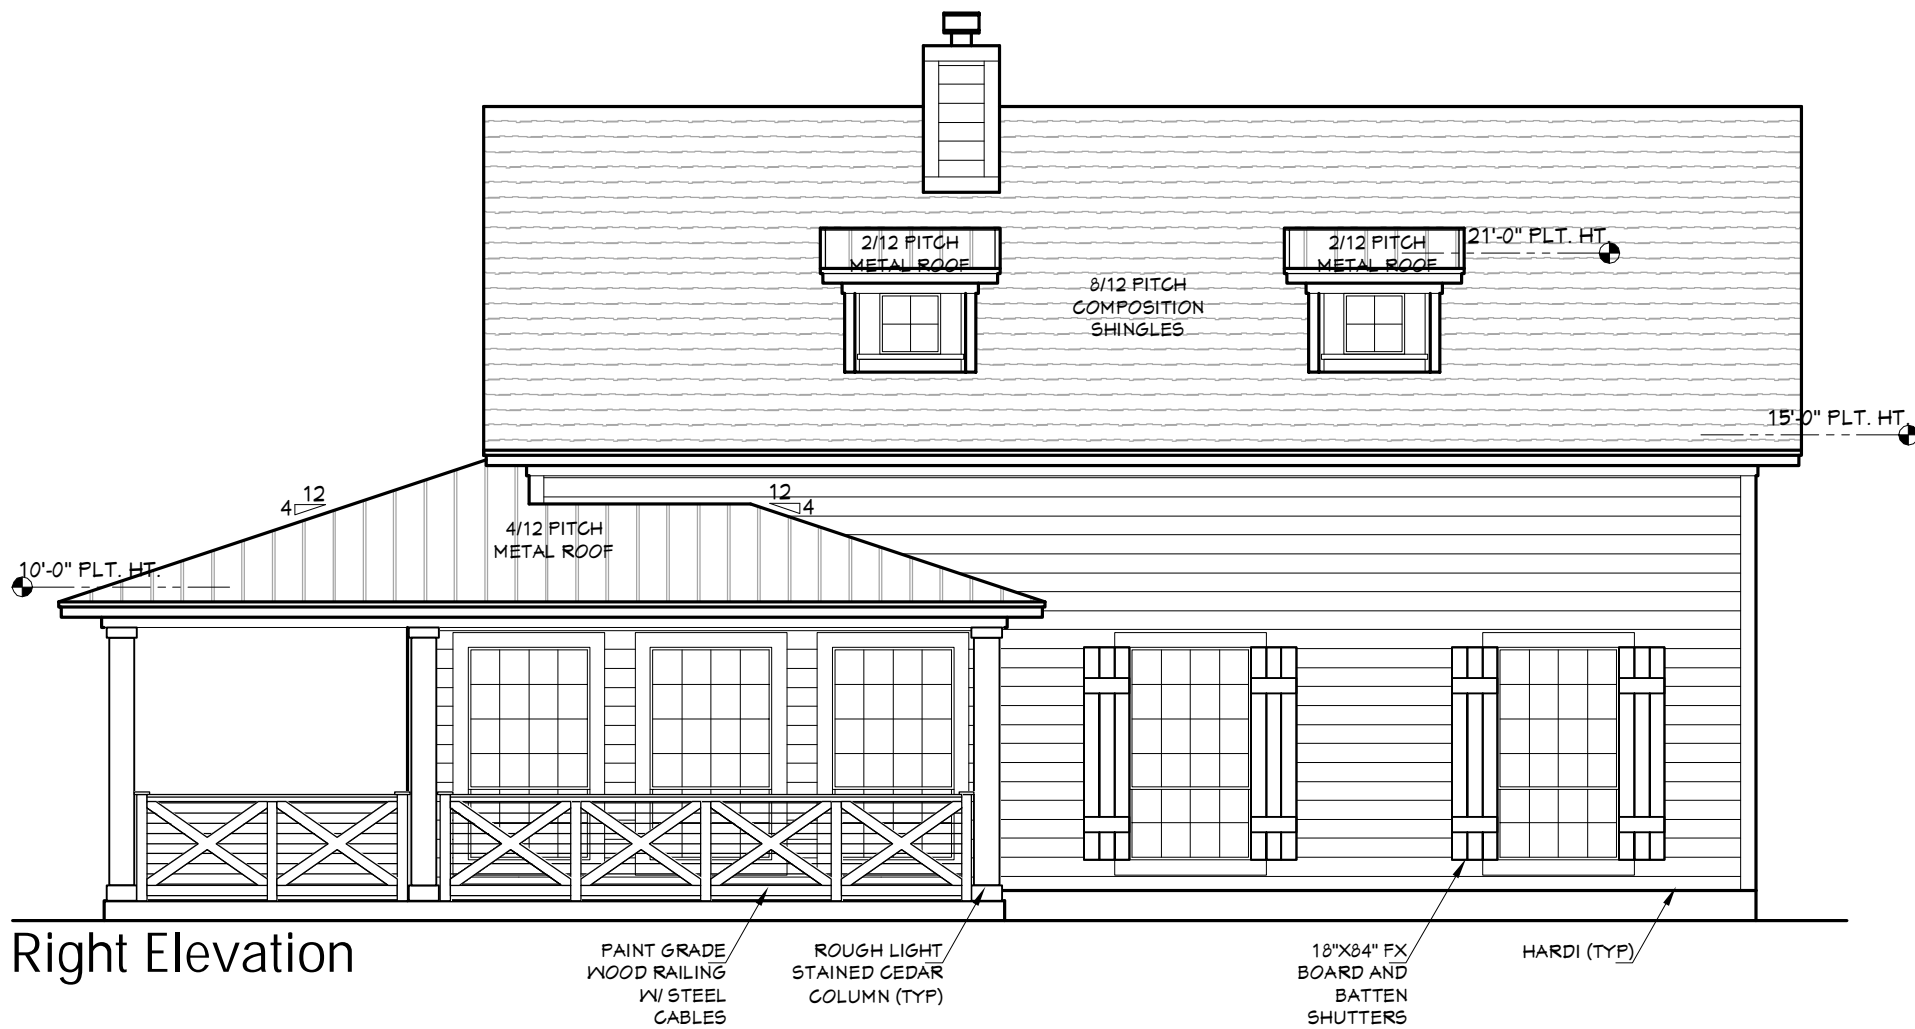 2/12 PITCH
METAL ROOF
2/12 PITCH
METAL ROOF
21'-0" PLT. HT.
8/12 PITCH
COMPOSITION
SHINGLES
15'-0" PLT. HT.
12
4
12
4
4/12 PITCH
METAL ROOF
10'-0" PLT. HT.
Right Elevation
PAINT GRADE
WOOD RAILING
W/ STEEL
CABLES
ROUGH LIGHT
STAINED CEDAR
COLUMN (TYP)
18"X84" FX
BOARD AND
BATTEN
SHUTTERS
HARDI (TYP)